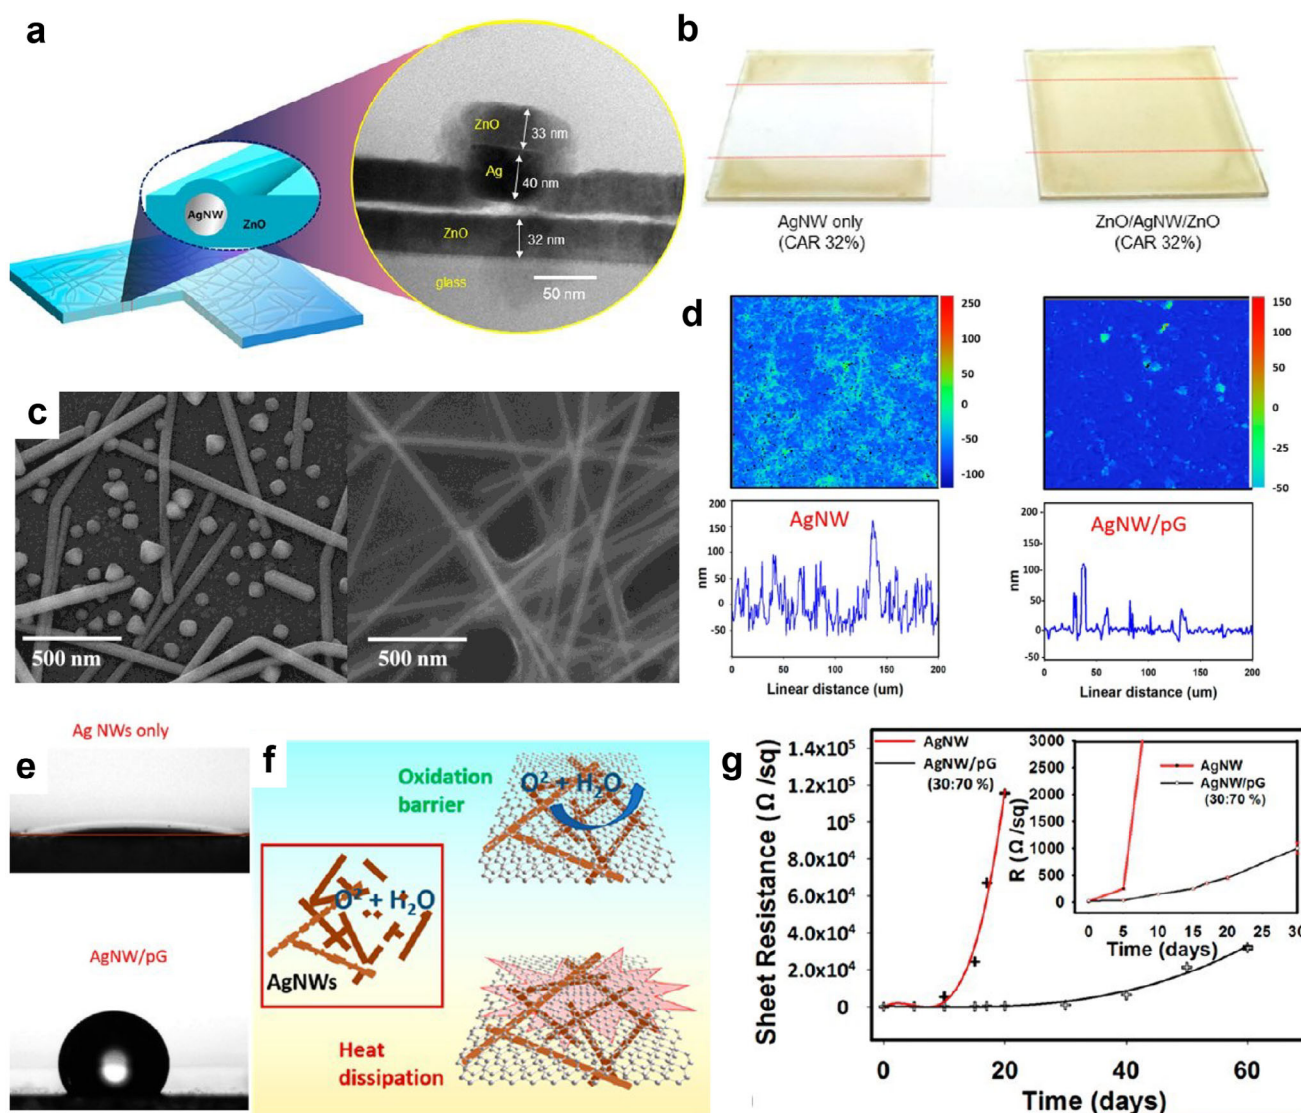 a
AgNW
ZnO
ZnO
33 nm
Ag
40 nm
ZnO
32 nm
glass
50 nm
b
AgNW only
(CAR 32%)
ZnO/AgNW/ZnO
(CAR 32%)
c
500 nm
500 nm
d
250
200
150
100
50
0
-50
-100
150
100
50
0
-25
-50
AgNW
nm
200
150
100
50
0
-50
0
50
100
150
200
Linear distance (um)
AgNW/pG
150
100
50
0
-50
0
50
100
150
200
Linear distance (um)
e
Ag NWs only
AgNW/pG
f
Oxidation
barrier
O² + H₂O
O² + H₂O
AgNWs
Heat
dissipation
g
Sheet Resistance (Ω /sq)
1.4x10⁵
1.2x10⁵
10⁵
8.0x10⁴
6.0x10⁴
4.0x10⁴
2.0x10⁴
0
0
20
40
60
Time (days)
AgNW
AgNW/pG
(30:70 %)
R (Ω /sq)
3000
2500
2000
1500
1000
500
0
0
5
10
15
20
25
30
Time (days)
AgNW
AgNW/pG
(30:70 %)